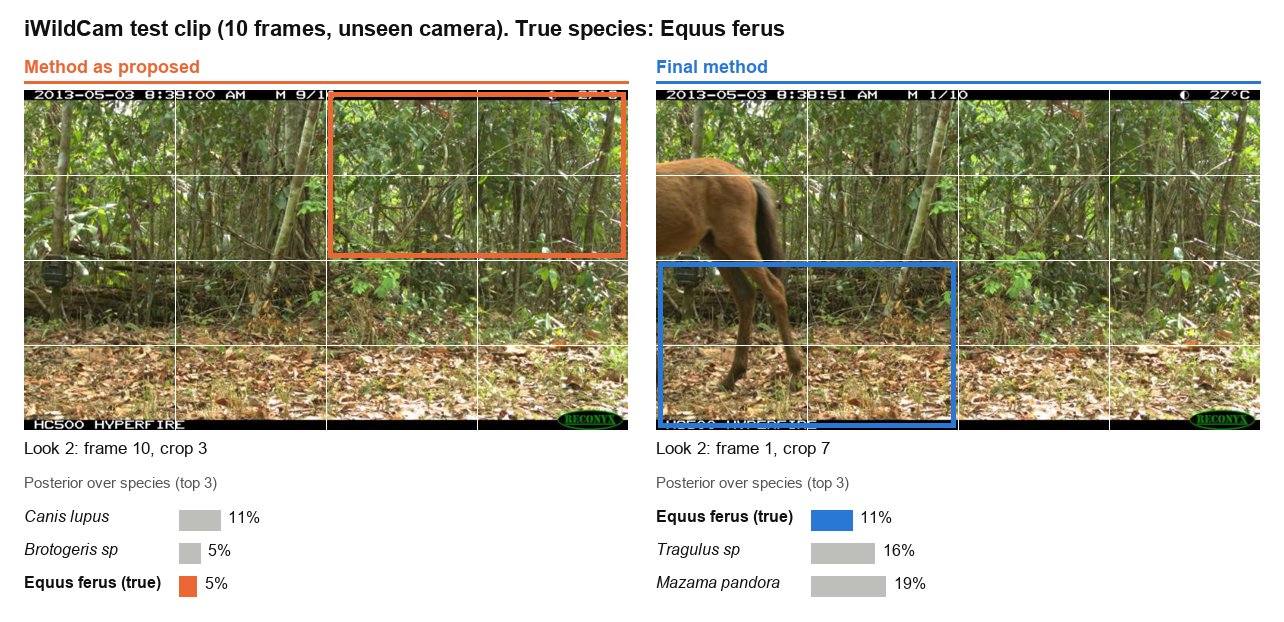 iWildCam test clip (10 frames, unseen camera). True species: Equus ferus
Method as proposed
2013-05-03 8:39:00 AM M 9/10 27°C
HC500 HYPERFIRE
RECONYX
Look 2: frame 10, crop 3
Posterior over species (top 3)
Canis lupus 11%
Brotogeris sp 5%
Equus ferus (true) 5%
Final method
2013-05-03 8:38:51 AM M 1/10 27°C
HC500 HYPERFIRE
RECONYX
Look 2: frame 1, crop 7
Posterior over species (top 3)
Equus ferus (true) 11%
Tragulus sp 16%
Mazama pandora 19%